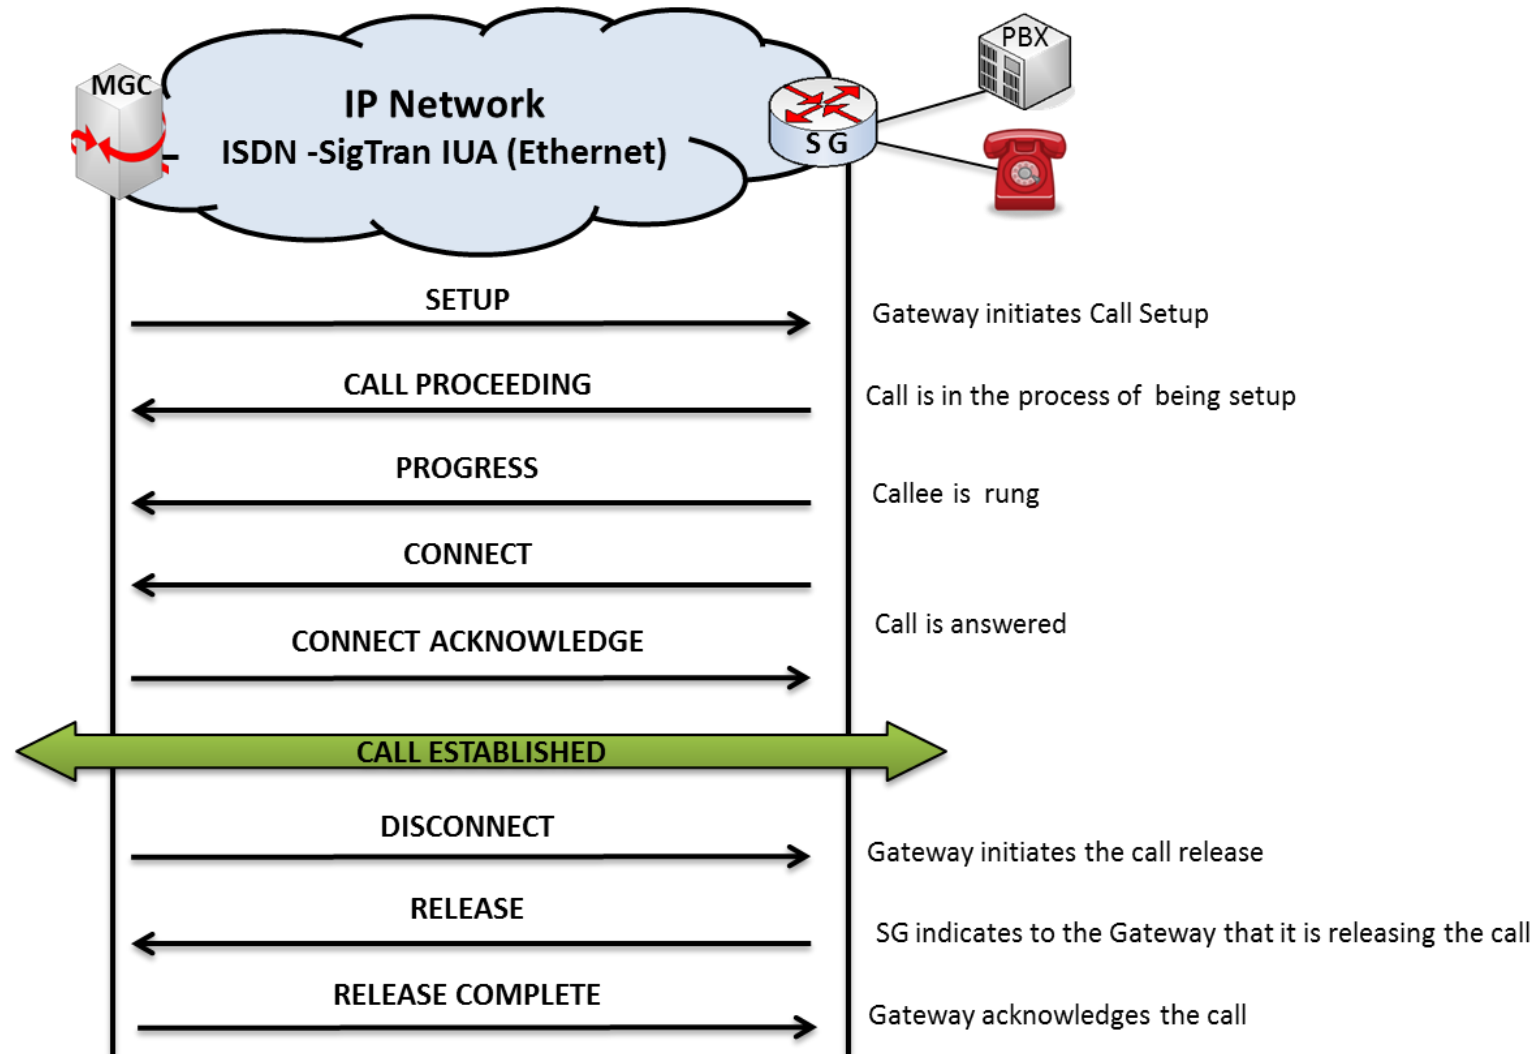 MGC
PBX
IP Network
ISDN -SigTran IUA (Ethernet)
S G
SETUP
Gateway initiates Call Setup
CALL PROCEEDING
Call is in the process of being setup
PROGRESS
Callee is rung
CONNECT
Call is answered
CONNECT ACKNOWLEDGE
CALL ESTABLISHED
DISCONNECT
Gateway initiates the call release
RELEASE
SG indicates to the Gateway that it is releasing the call
RELEASE COMPLETE
Gateway acknowledges the call